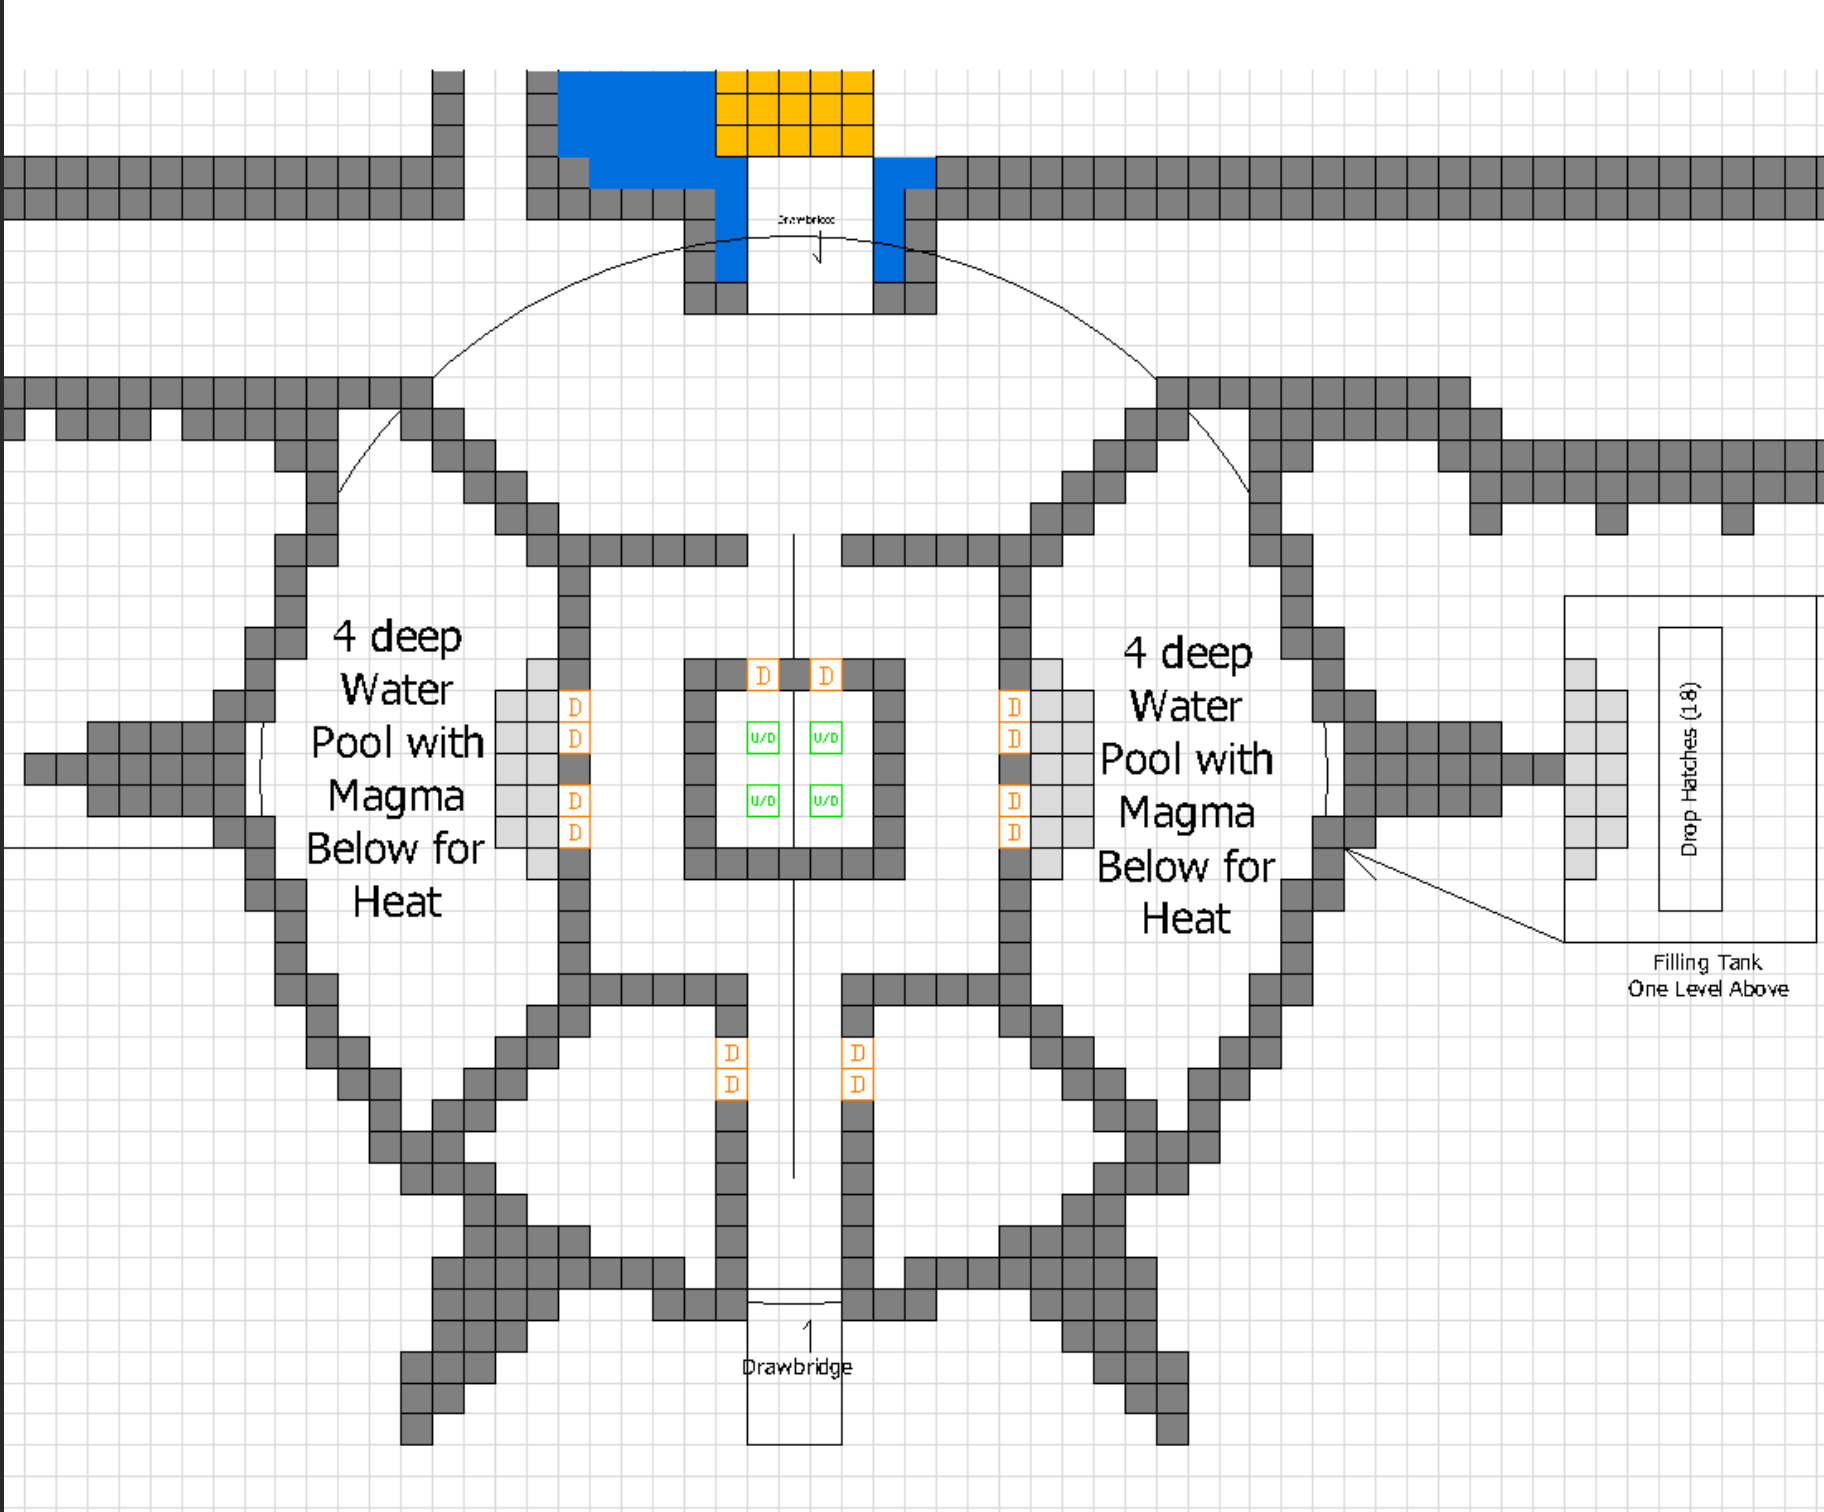 Drawbridge
4 deep
Water
Pool with
Magma
Below for
Heat
4 deep
Water
Pool with
Magma
Below for
Heat
D D
D
D
D
D
D
D
D
D
U/D U/D
U/D U/D
Drop Hatches (18)
Filling Tank
One Level Above
D D
D D
1
Drawbridge